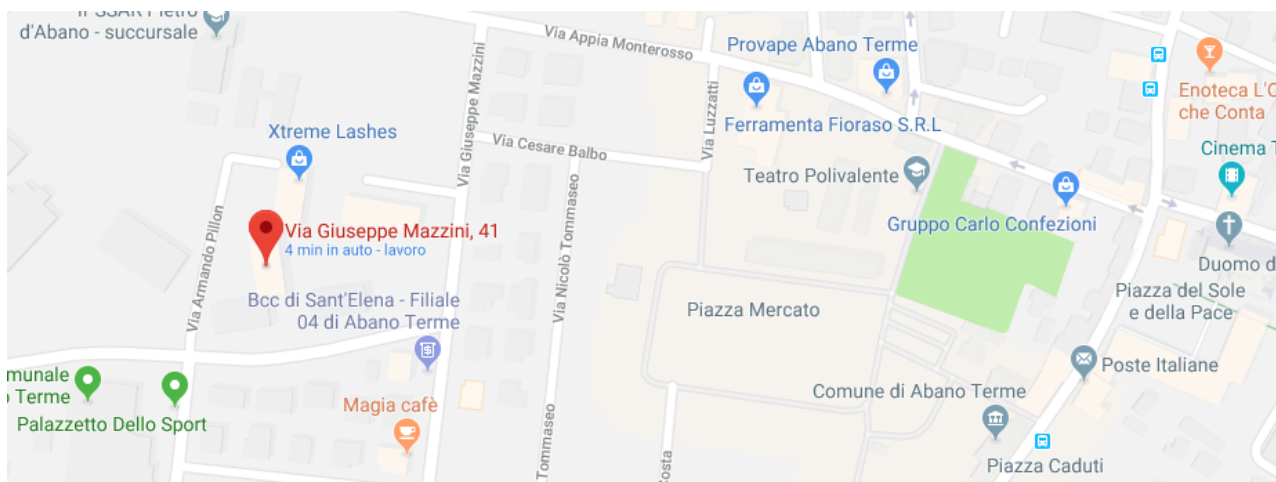 d'Abano - succursale
Via Giuseppe Mazzini
Via Appia Monterosso
Provape Abano Terme
Enoteca L'O
che Conta
Xtreme Lashes
Via Cesare Balbo
Via Luzzatti
Ferramenta Fioraso S.R.L
Cinema T
Teatro Polivalente
Gruppo Carlo Confezioni
Via Armando Pillon
Via Giuseppe Mazzini, 41
4 min in auto - lavoro
Via Nicolò Tommaseo
Duomo d
Bcc di Sant'Elena - Filiale
04 di Abano Terme
Piazza Mercato
Piazza del Sole
e della Pace
Poste Italiane
munale
Terme
Palazzetto Dello Sport
Magia cafè
Comune di Abano Terme
Tommaseo
osta
Piazza Caduti